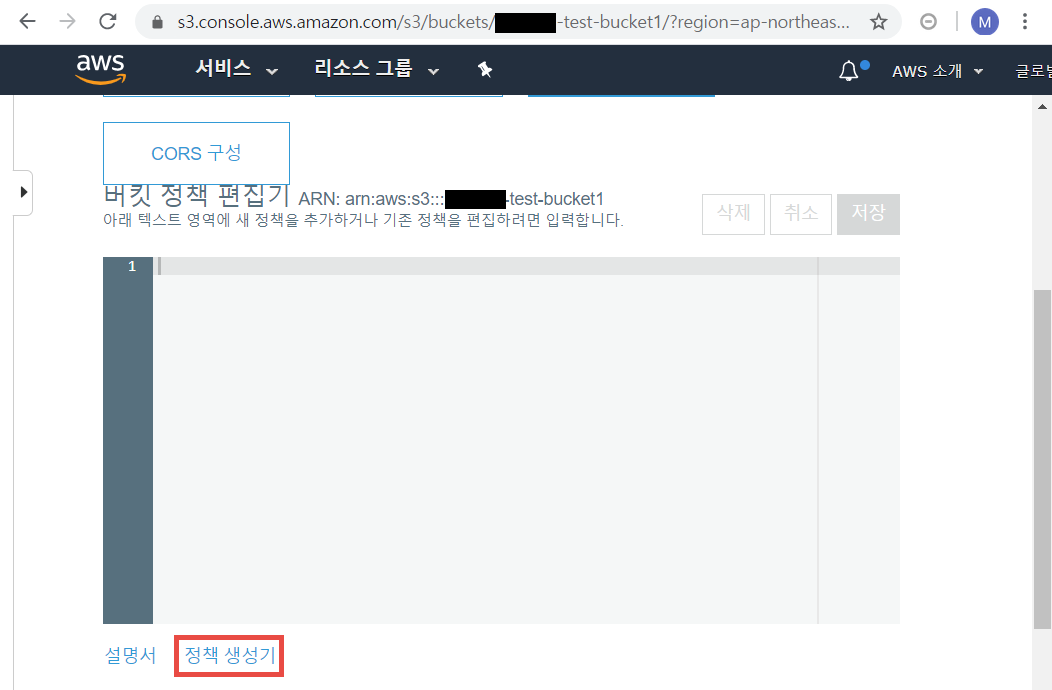 s3.console.aws.amazon.com/s3/buckets/ -test-bucket1/?region=ap-northeas...
M
aws 서비스 리소스 그룹 AWS 소개 글로벌
CORS 구성
버킷 정책 편집기 ARN: arn:aws:s3::: -test-bucket1
아래 텍스트 영역에 새 정책을 추가하거나 기존 정책을 편집하려면 입력합니다.
삭제 취소 저장
1
설명서 정책 생성기